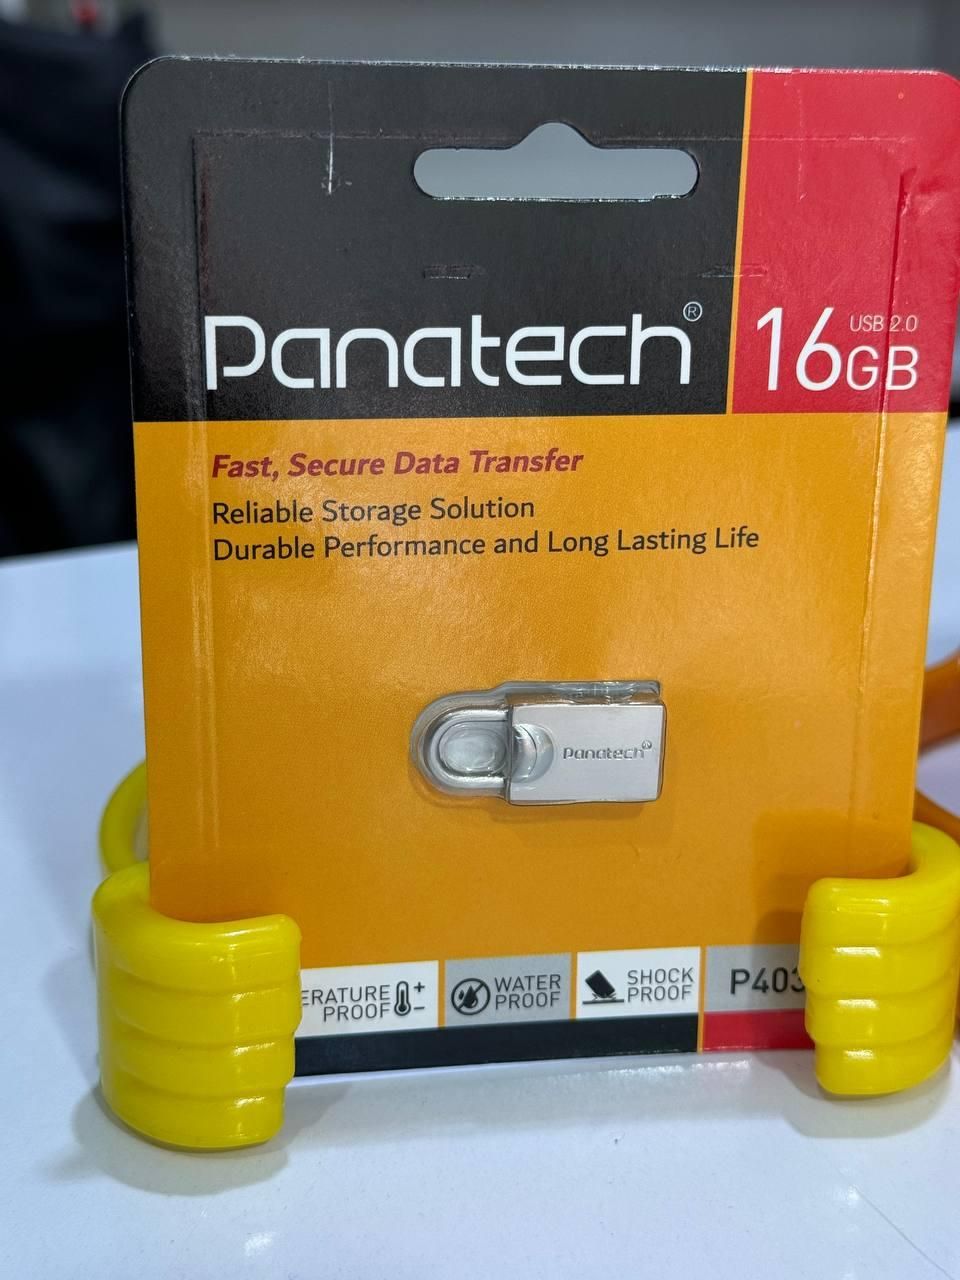 Panatech®
USB 2.0
16GB
Fast, Secure Data Transfer
Reliable Storage Solution
Durable Performance and Long Lasting Life
Panatech®
PROOF + −
WATER
PROOF
SHOCK
PROOF
P403